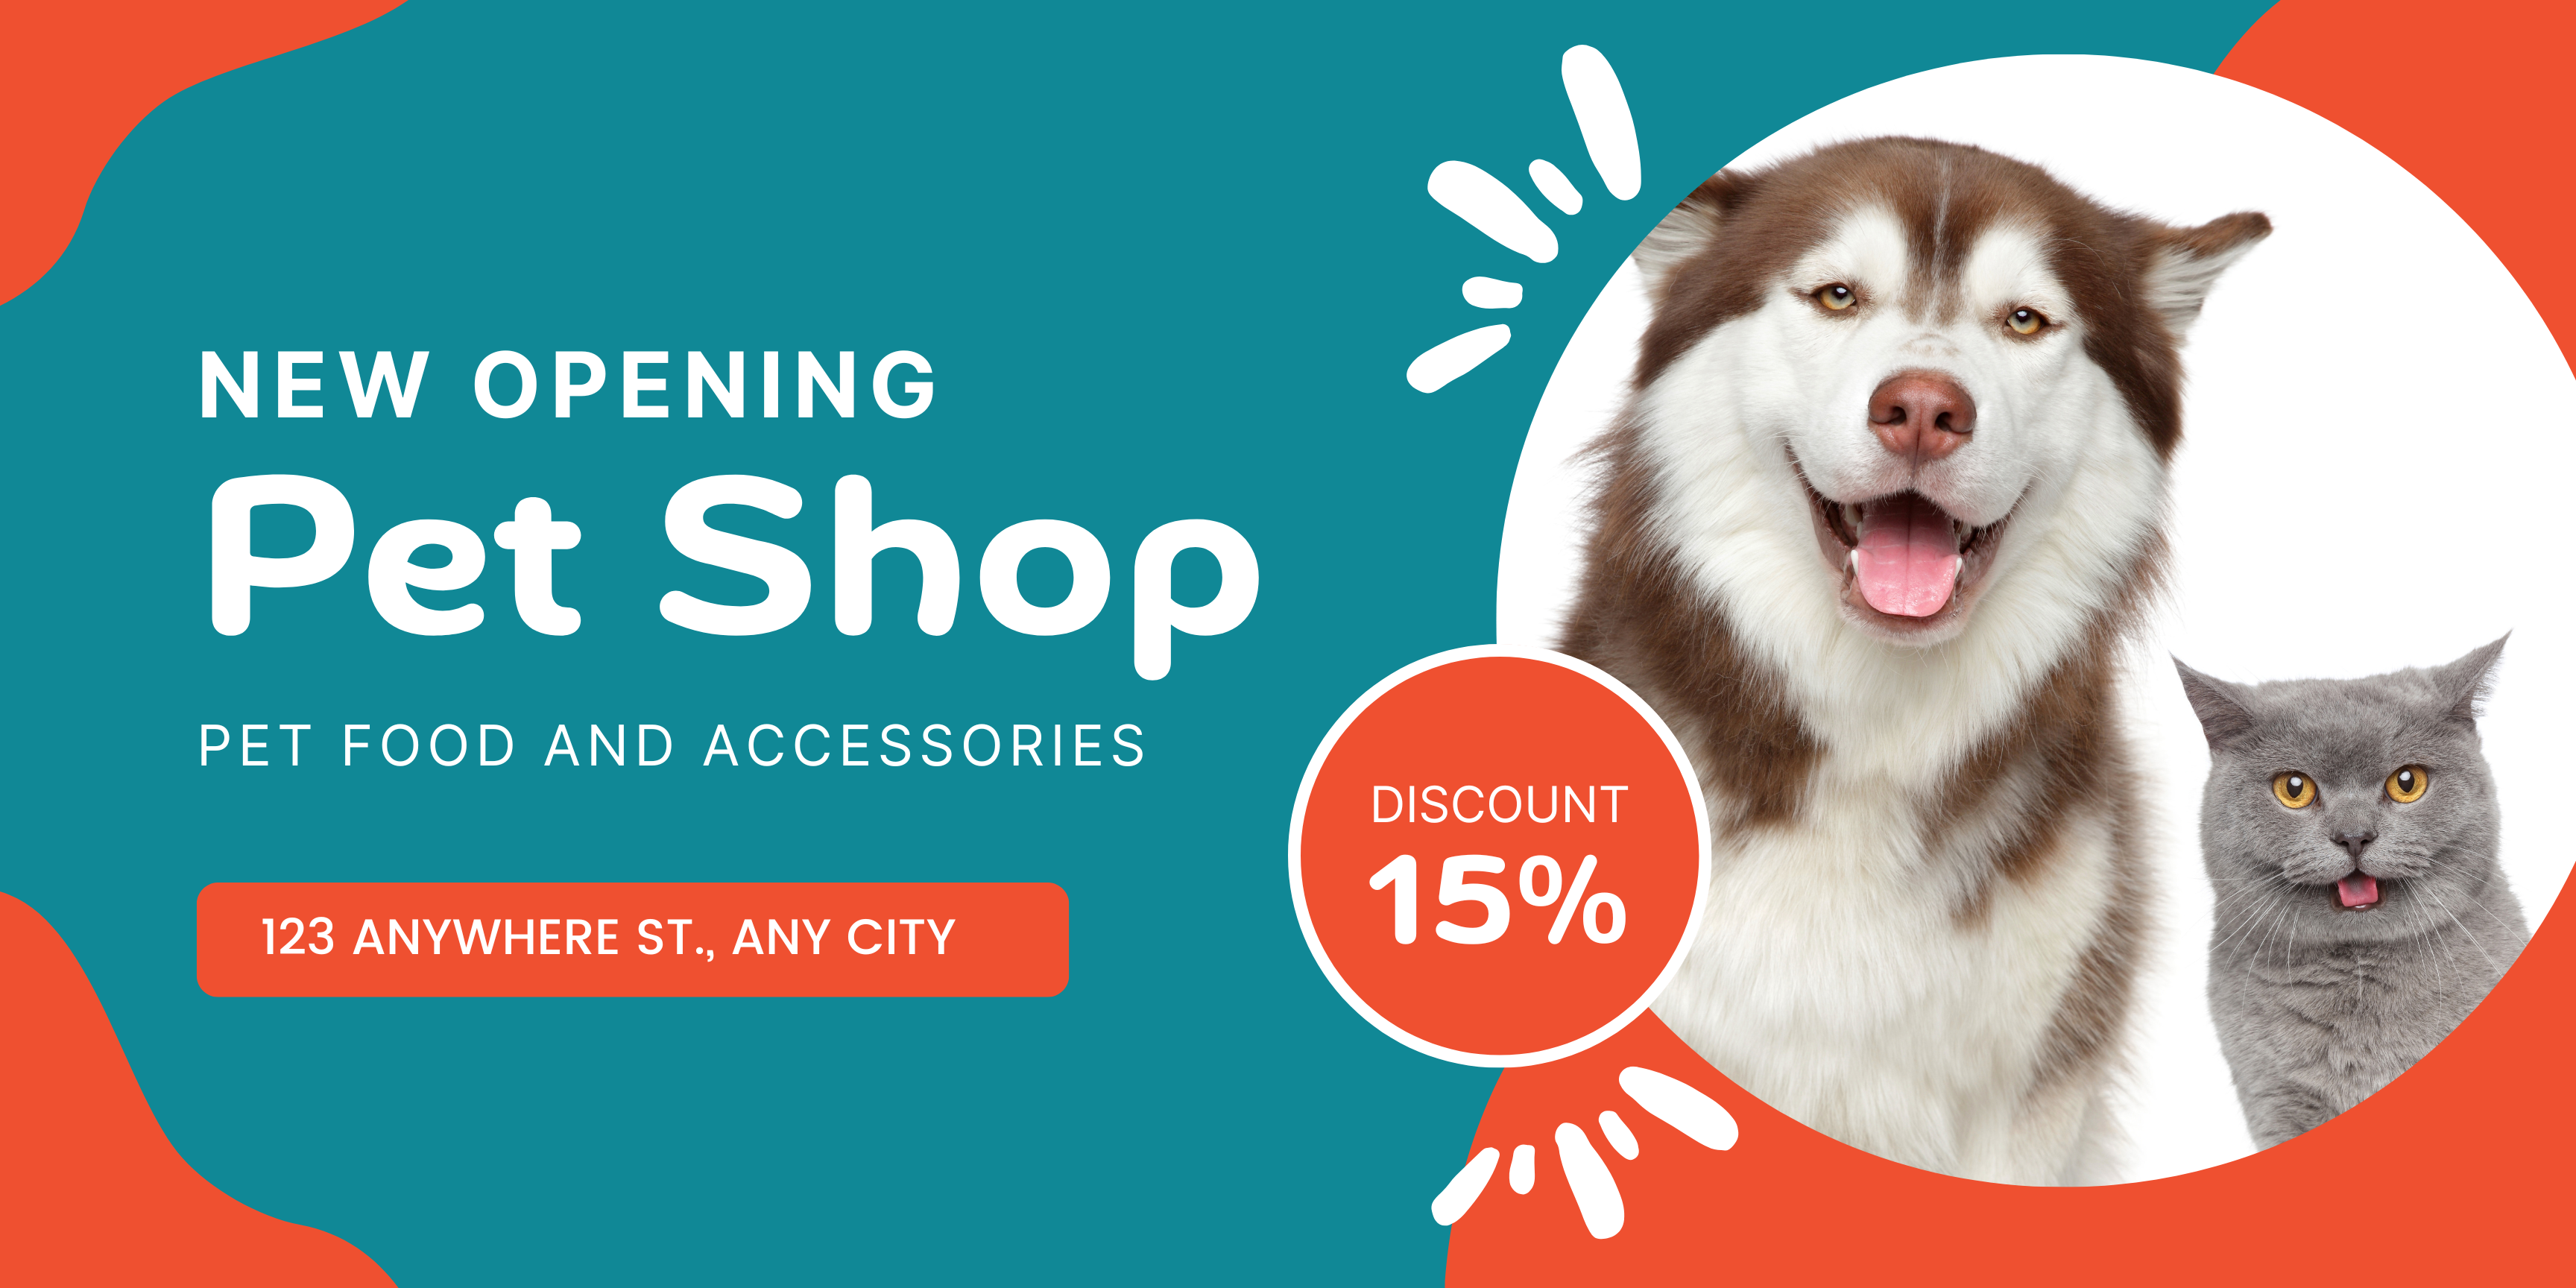 NEW OPENING
Pet Shop
PET FOOD AND ACCESSORIES
123 ANYWHERE ST., ANY CITY
DISCOUNT
15%